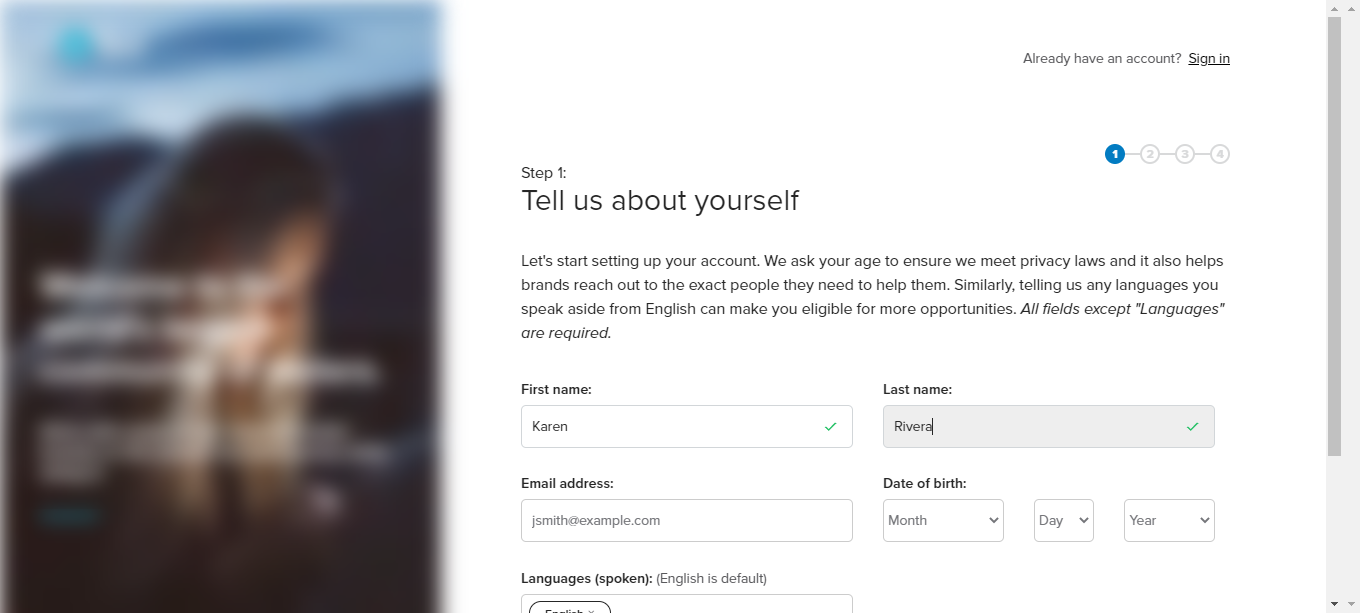 Already have an account? Sign in
1 2 3 4
Step 1:
Tell us about yourself
Let's start setting up your account. We ask your age to ensure we meet privacy laws and it also helps
brands reach out to the exact people they need to help them. Similarly, telling us any languages you
speak aside from English can make you eligible for more opportunities. All fields except "Languages"
are required.
First name: Last name:
Karen Rivera
Email address: Date of birth:
jsmith@example.com Month Day Year
Languages (spoken): (English is default)
English ×